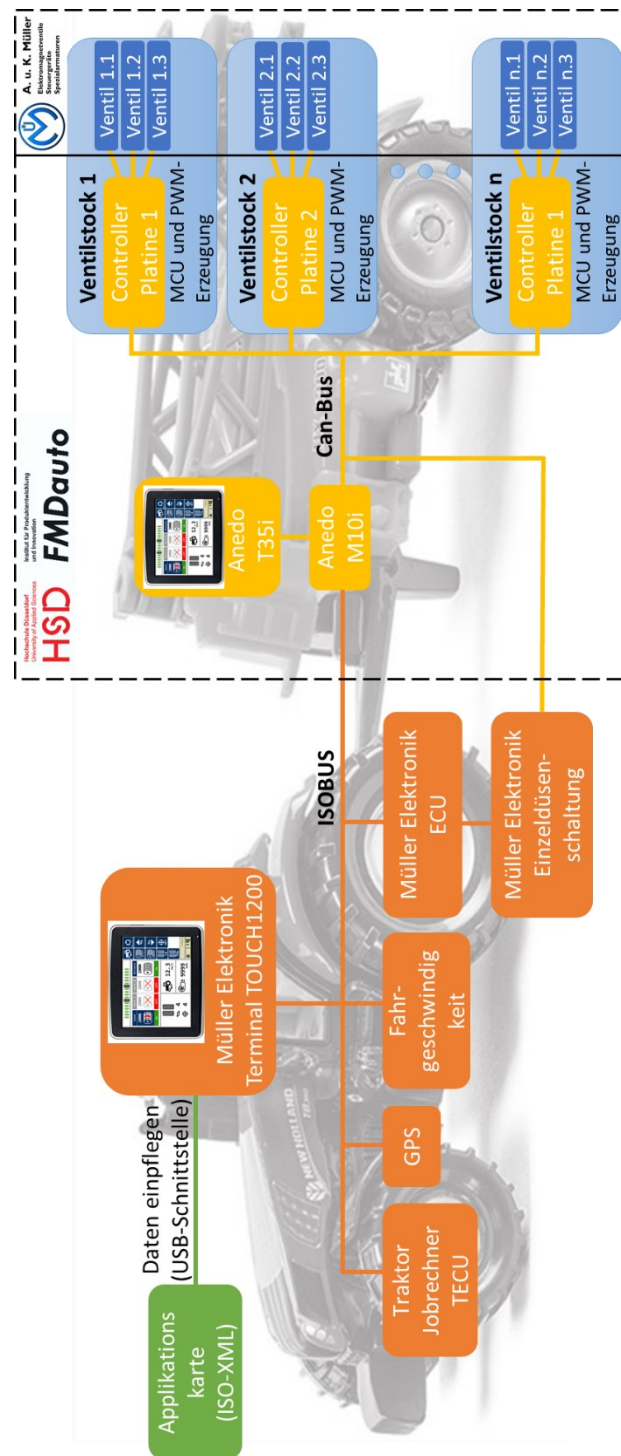 Applikations
karte
(ISO-XML)
Daten einpflegen
(USB-Schnittstelle)
Müller Elektronik
Terminal TOUCH1200
Traktor
Jobrechner
TECU
GPS
Fahr-
geschwindig
keit
Müller Elektronik
ECU
Müller Elektronik
Einzeldüsen-
schaltung
ISOBUS
NEW HOLLAND
Hochschule Düsseldorf
University of Applied Sciences
HSD
Institut für Produktentwicklung
und Innovation
FMDauto
Anedo
T35i
Anedo
M10i
Can-Bus
A. u. K. Müller
Elektromagnetventile
Steuergeräte
Spezialarmaturen
Ventilstock 1
Controller
Platine 1
MCU und PWM-
Erzeugung
Ventil 1.1
Ventil 1.2
Ventil 1.3
Ventilstock 2
Controller
Platine 2
MCU und PWM-
Erzeugung
Ventil 2.1
Ventil 2.2
Ventil 2.3
Ventilstock n
Controller
Platine 1
MCU und PWM-
Erzeugung
Ventil n.1
Ventil n.2
Ventil n.3